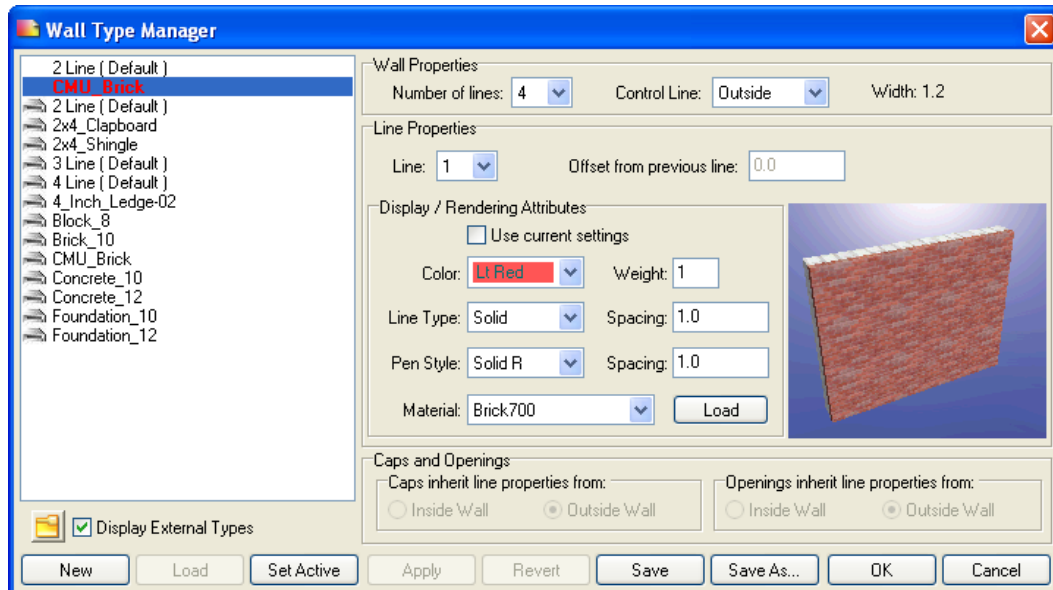 Wall Type Manager
2 Line ( Default )
CMU_Brick
2 Line ( Default )
2x4_Clapboard
2x4_Shingle
3 Line ( Default )
4 Line ( Default )
4_Inch_Ledge-02
Block_8
Brick_10
CMU_Brick
Concrete_10
Concrete_12
Foundation_10
Foundation_12
Display External Types
Wall Properties
Number of lines: 4 Control Line: Outside Width: 1.2
Line Properties
Line: 1 Offset from previous line: 0.0
Display / Rendering Attributes
Use current settings
Color: Lt Red Weight: 1
Line Type: Solid Spacing: 1.0
Pen Style: Solid R Spacing: 1.0
Material: Brick700 Load
Caps and Openings
Caps inherit line properties from: Openings inherit line properties from:
Inside Wall Outside Wall Inside Wall Outside Wall
New Load Set Active Apply Revert Save Save As... OK Cancel